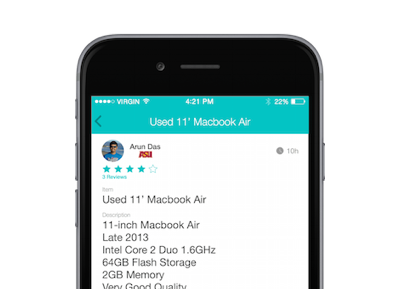 VIRGIN 4:21 PM 22%
Used 11' Macbook Air
Arun Das
ASU
10h
3 Reviews
Item
Used 11' Macbook Air
Description
11-inch Macbook Air
Late 2013
Intel Core 2 Duo 1.6GHz
64GB Flash Storage
2GB Memory
Very Good Quality